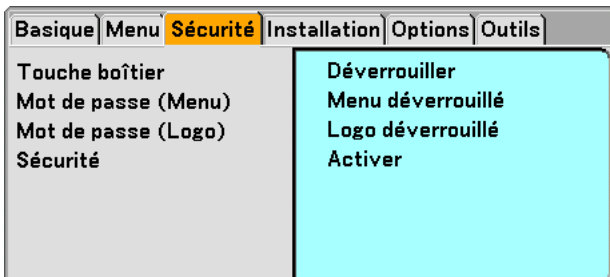 Basique Menu Sécurité Installation Options Outils
Touche boîtier Déverrouiller
Mot de passe (Menu) Menu déverrouillé
Mot de passe (Logo) Logo déverrouillé
Sécurité Activer